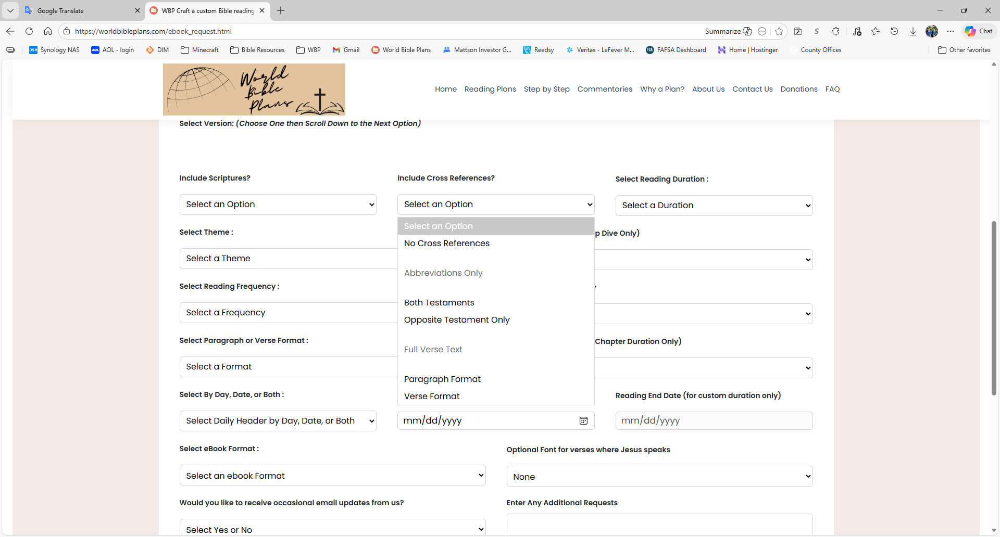 Google Translate
WBP Craft a custom Bible reading
https://worldbibleplans.com/ebook_request.html
Summarize
Chat
Synology NAS
AOL - login
DIM
Minecraft
Bible Resources
WBP
Gmail
World Bible Plans
Mattson Investor G...
Reedsy
Veritas - LeFever M...
FAFSA Dashboard
Home | Hostinger
County Offices
Other favorites
World
Bible
Plans
Home
Reading Plans
Step by Step
Commentaries
Why a Plan?
About Us
Contact Us
Donations
FAQ
Select Version: (Choose One then Scroll Down to the Next Option)
Include Scriptures?
Include Cross References?
Select Reading Duration :
Select an Option
Select an Option
Select a Duration
Select an Option
No Cross References
Abbreviations Only
Both Testaments
Opposite Testament Only
Full Verse Text
Paragraph Format
Verse Format
Select Theme :
p Dive Only)
Select a Theme
Select Reading Frequency :
Select a Frequency
Select Paragraph or Verse Format :
Chapter Duration Only)
Select a Format
Select By Day, Date, or Both :
Reading End Date (for custom duration only)
Select Daily Header by Day, Date, or Both
mm/dd/yyyy
mm/dd/yyyy
Select eBook Format :
Optional Font for verses where Jesus speaks
Select an ebook Format
None
Would you like to receive occasional email updates from us?
Enter Any Additional Requests
Select Yes or No